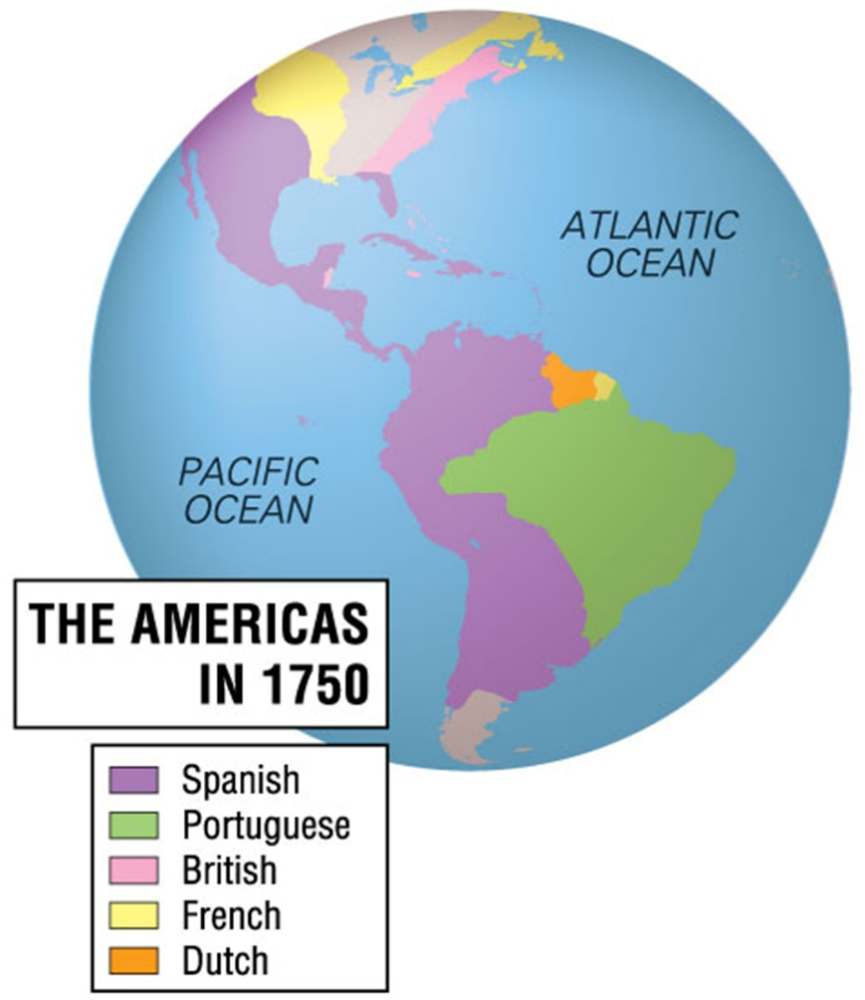 ATLANTIC
OCEAN
PACIFIC
OCEAN
THE AMERICAS
IN 1750
Spanish
Portuguese
British
French
Dutch